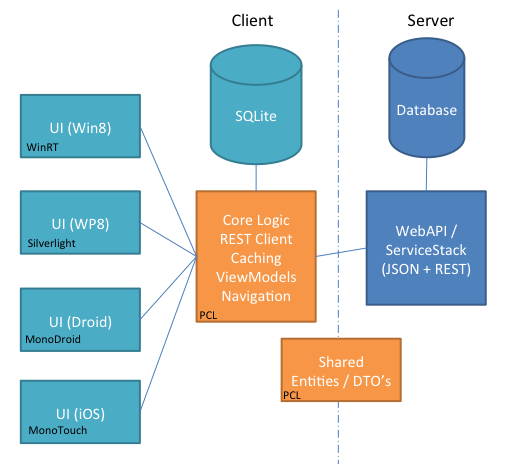 Client
Server
SQLite
Database
UI (Win8)
WinRT
UI (WP8)
Silverlight
UI (Droid)
MonoDroid
UI (iOS)
MonoTouch
Core Logic
REST Client
Caching
ViewModels
Navigation
PCL
WebAPI /
ServiceStack
(JSON + REST)
Shared
Entities / DTO's
PCL